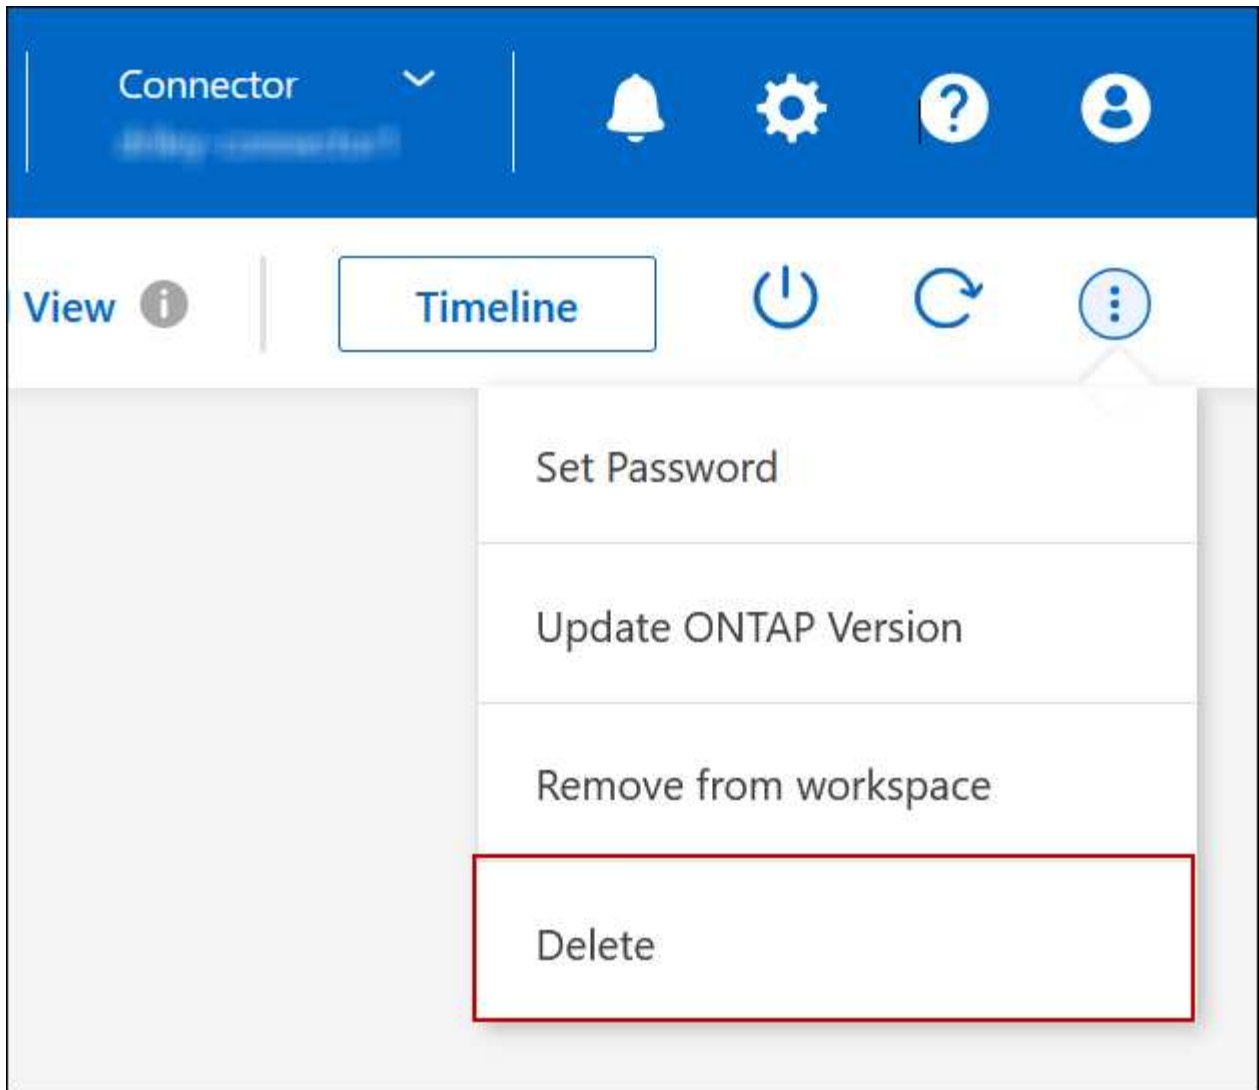 Connector
View
Timeline
Set Password
Update ONTAP Version
Remove from workspace
Delete